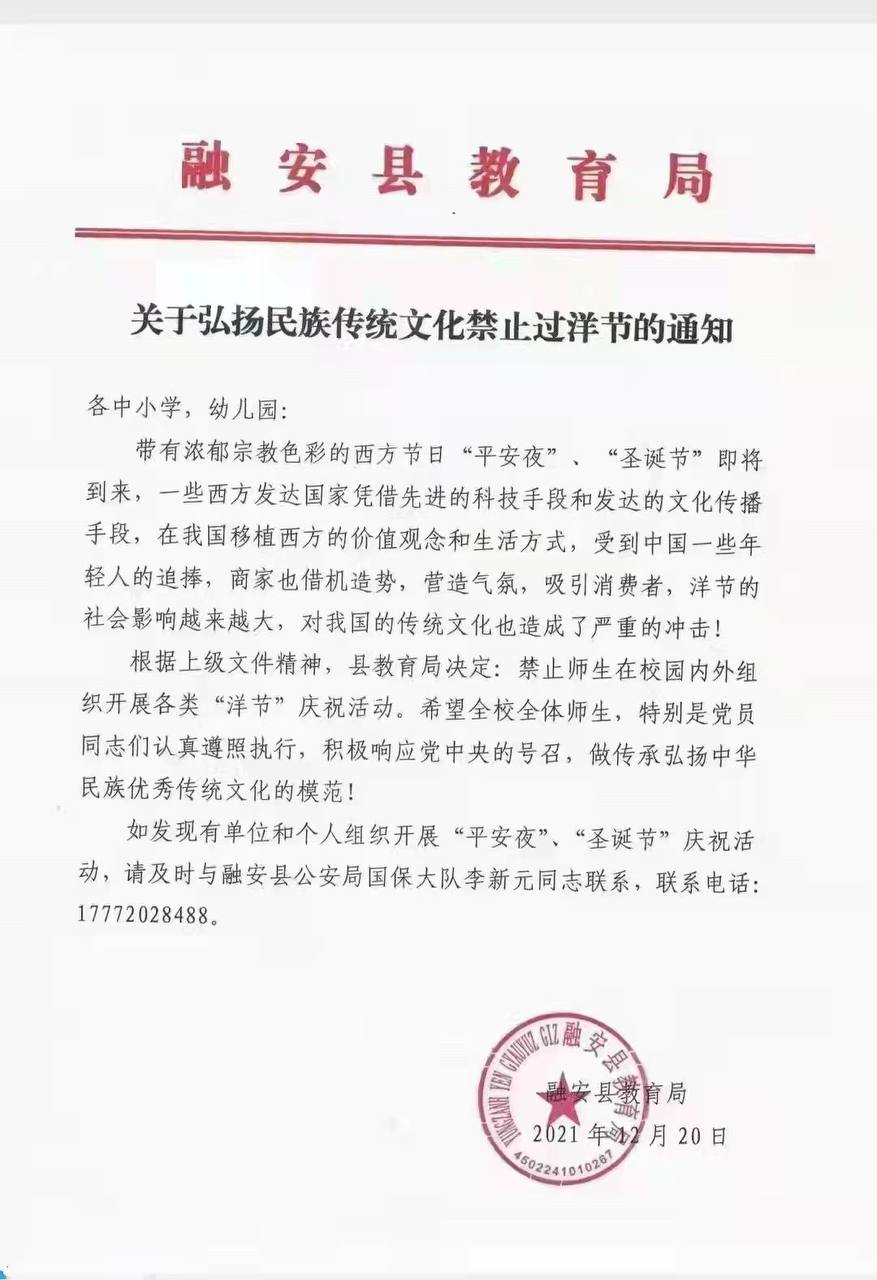 融安县教育局
关于弘扬民族传统文化禁止过洋节的通知
各中小学，幼儿园：
带有浓郁宗教色彩的西方节日“平安夜”、“圣诞节”即将
到来，一些西方发达国家凭借先进的科技手段和发达的文化传播
手段，在我国移植西方的价值观念和生活方式，受到中国一些年
轻人的追捧，商家也借机造势，营造气氛，吸引消费者，洋节的
社会影响越来越大，对我国的传统文化也造成了严重的冲击！
根据上级文件精神，县教育局决定：禁止师生在校园内外组
织开展各类“洋节”庆祝活动。希望全校全体师生，特别是党员
同志们认真遵照执行，积极响应党中央的号召，做传承弘扬中华
民族优秀传统文化的模范！
如发现有单位和个人组织开展“平安夜”、“圣诞节”庆祝活
动，请及时与融安县公安局国保大队李新元同志联系，联系电话：
17772028488。
YUNGZANH YEN GYAUYUZ GIZ 融安县教育局
融安县教育局
2021 年 12 月 20 日
4502241010267